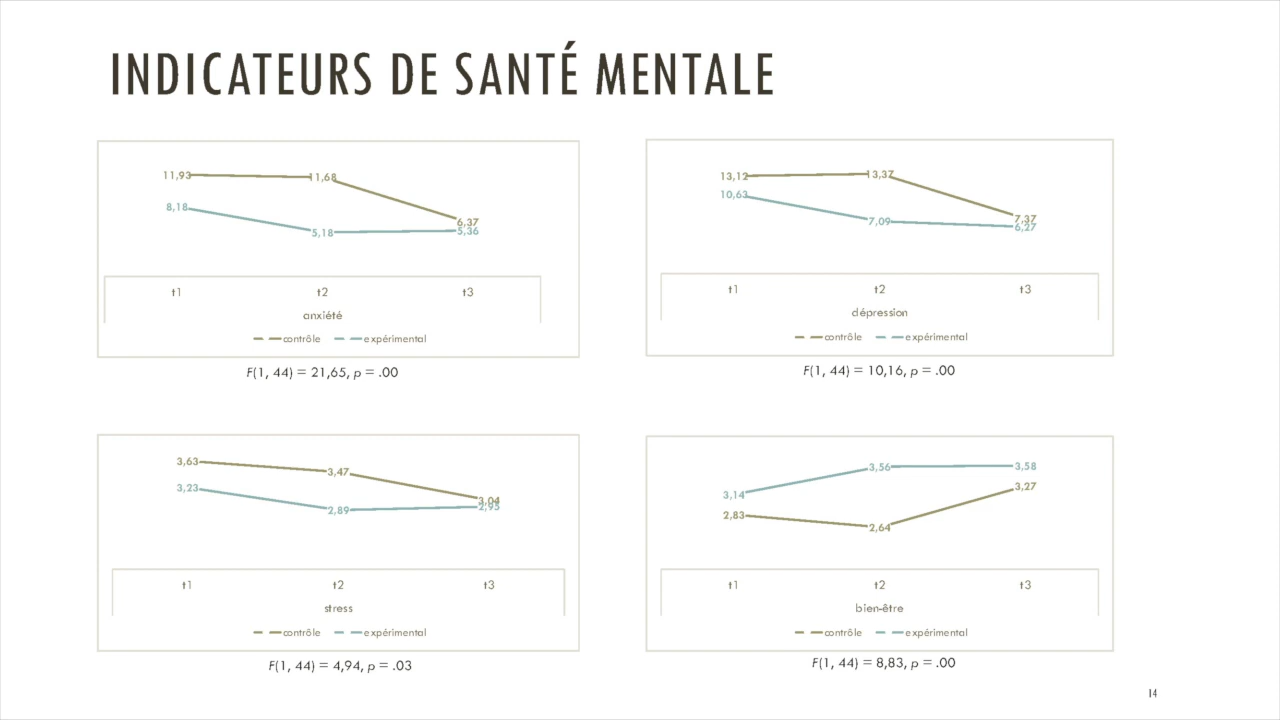 INDICATEURS DE SANTÉ MENTALE
11,93 11,68 6,37
8,18 5,18 5,36
t1 t2 t3
anxiété
contrôle expérimental
F(1, 44) = 21,65, p = .00
13,12 13,37 7,37
10,63 7,09 6,27
t1 t2 t3
dépression
contrôle expérimental
F(1, 44) = 10,16, p = .00
3,63 3,47 3,04
3,23 2,89 2,95
t1 t2 t3
stress
contrôle expérimental
F(1, 44) = 4,94, p = .03
3,14 3,56 3,58
2,83 2,64 3,27
t1 t2 t3
bien-être
contrôle expérimental
F(1, 44) = 8,83, p = .00
14